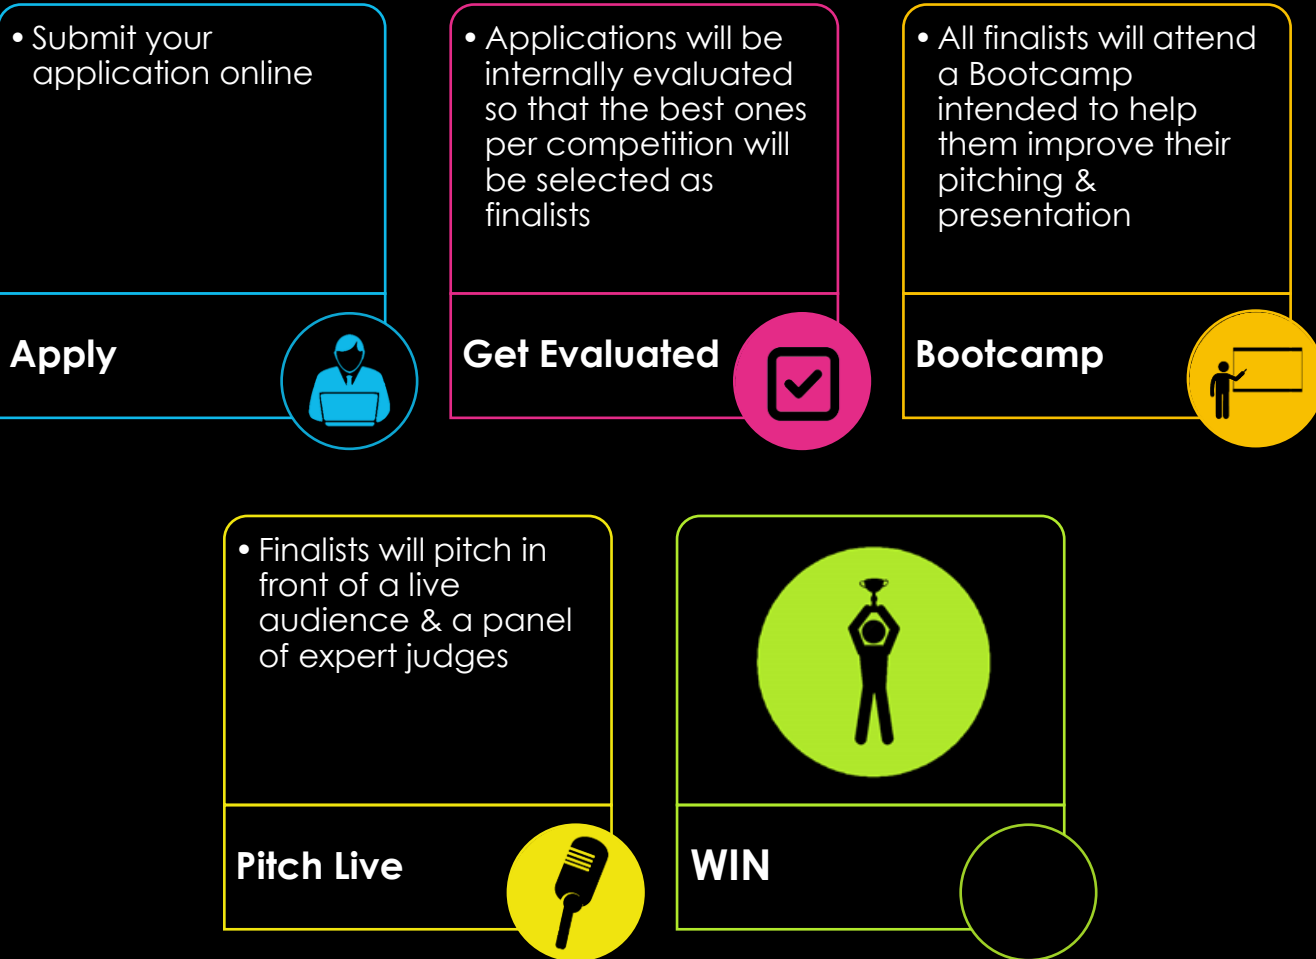 • Submit your
application online
Apply
• Applications will be
internally evaluated
so that the best ones
per competition will
be selected as
finalists
Get Evaluated
• All finalists will attend
a Bootcamp
intended to help
them improve their
pitching &
presentation
Bootcamp
• Finalists will pitch in
front of a live
audience & a panel
of expert judges
Pitch Live
WIN